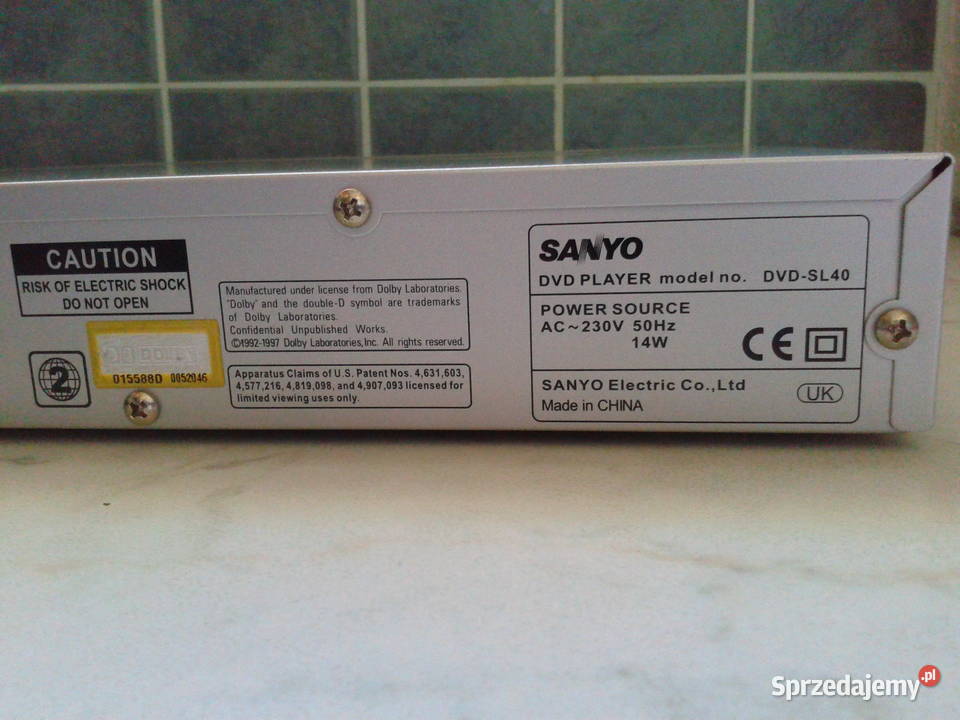 CAUTION
RISK OF ELECTRIC SHOCK
DO NOT OPEN
2
DOLBY
015588D 0052046
Manufactured under license from Dolby Laboratories.
"Dolby" and the double-D symbol are trademarks
of Dolby Laboratories.
Confidential Unpublished Works.
©1992-1997 Dolby Laboratories, Inc. All rights reserved.
Apparatus Claims of U.S. Patent Nos. 4,631,603,
4,577,216, 4,819,098, and 4,907,093 licensed for
limited viewing uses only.
SANYO
DVD PLAYER model no. DVD-SL40
POWER SOURCE
AC~230V 50Hz
14W
CE
SANYO Electric Co.,Ltd
Made in CHINA
UK
Sprzedajemy.pl